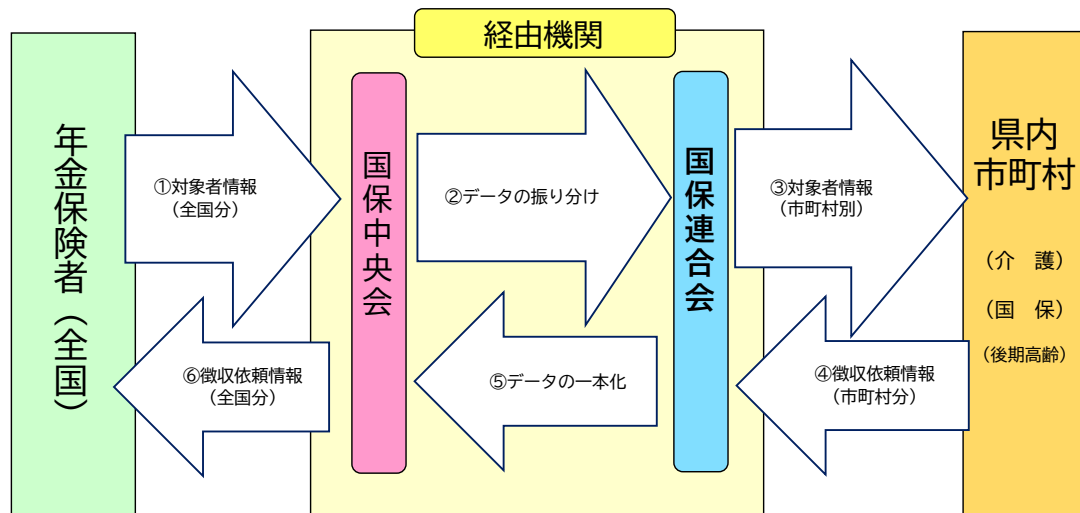 経由機関
年金保険者（全国）
①対象者情報
（全国分）
国保中央会
②データの振り分け
国保連合会
③対象者情報
（市町村別）
県内
市町村
（介　護）
（国　保）
（後期高齢）
④徴収依頼情報
（市町村分）
⑤データの一本化
⑥徴収依頼情報
（全国分）